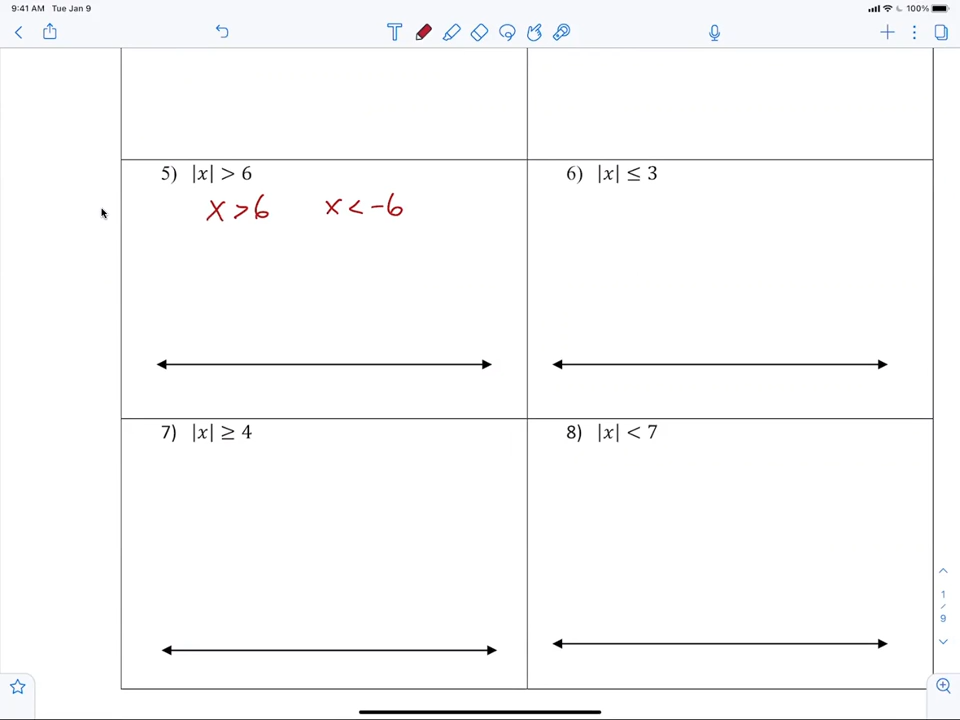 9:41 AM Tue Jan 9 100%
T
5) |x| > 6
6) |x| ≤ 3
x > 6 x < -6
7) |x| ≥ 4
8) |x| < 7
1
/
9